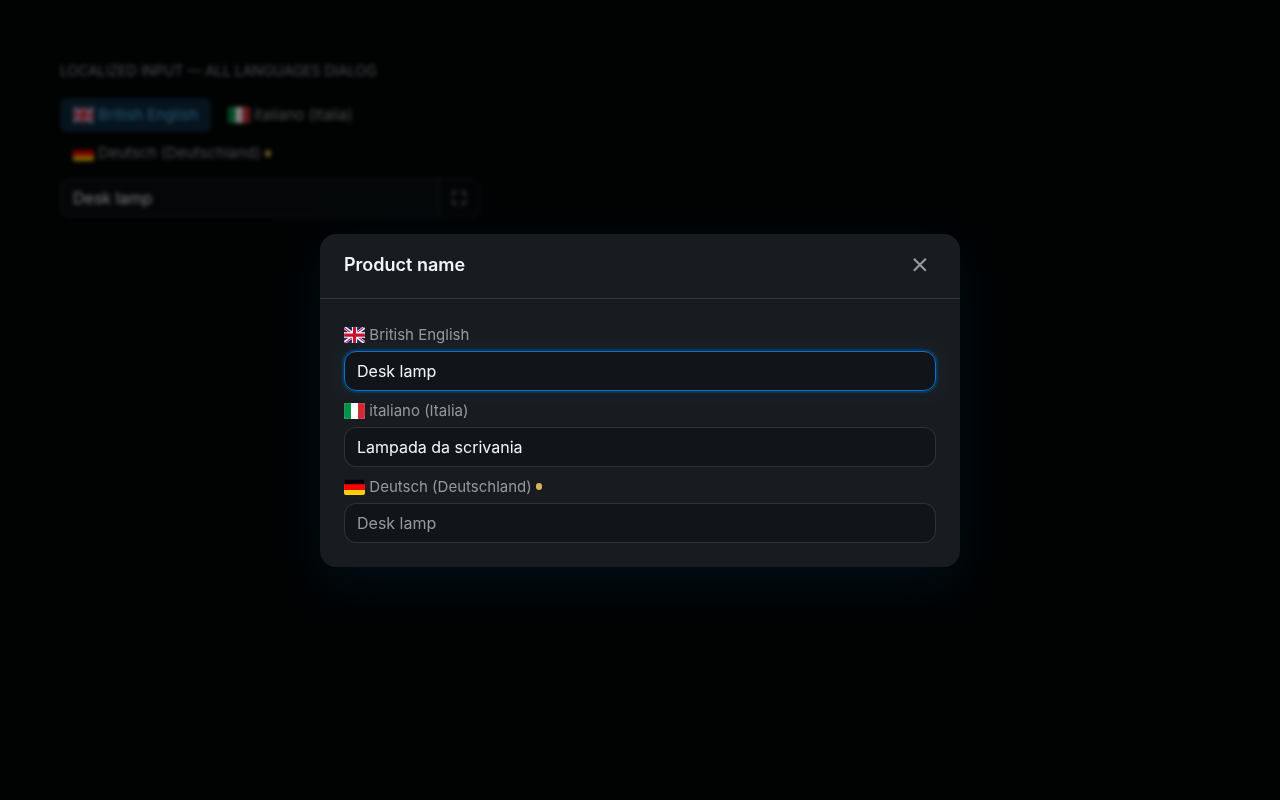 LOCALIZED INPUT — ALL LANGUAGES DIALOG
British English
italiano (Italia)
Deutsch (Deutschland)
Desk lamp
Product name
British English
Desk lamp
italiano (Italia)
Lampada da scrivania
Deutsch (Deutschland)
Desk lamp